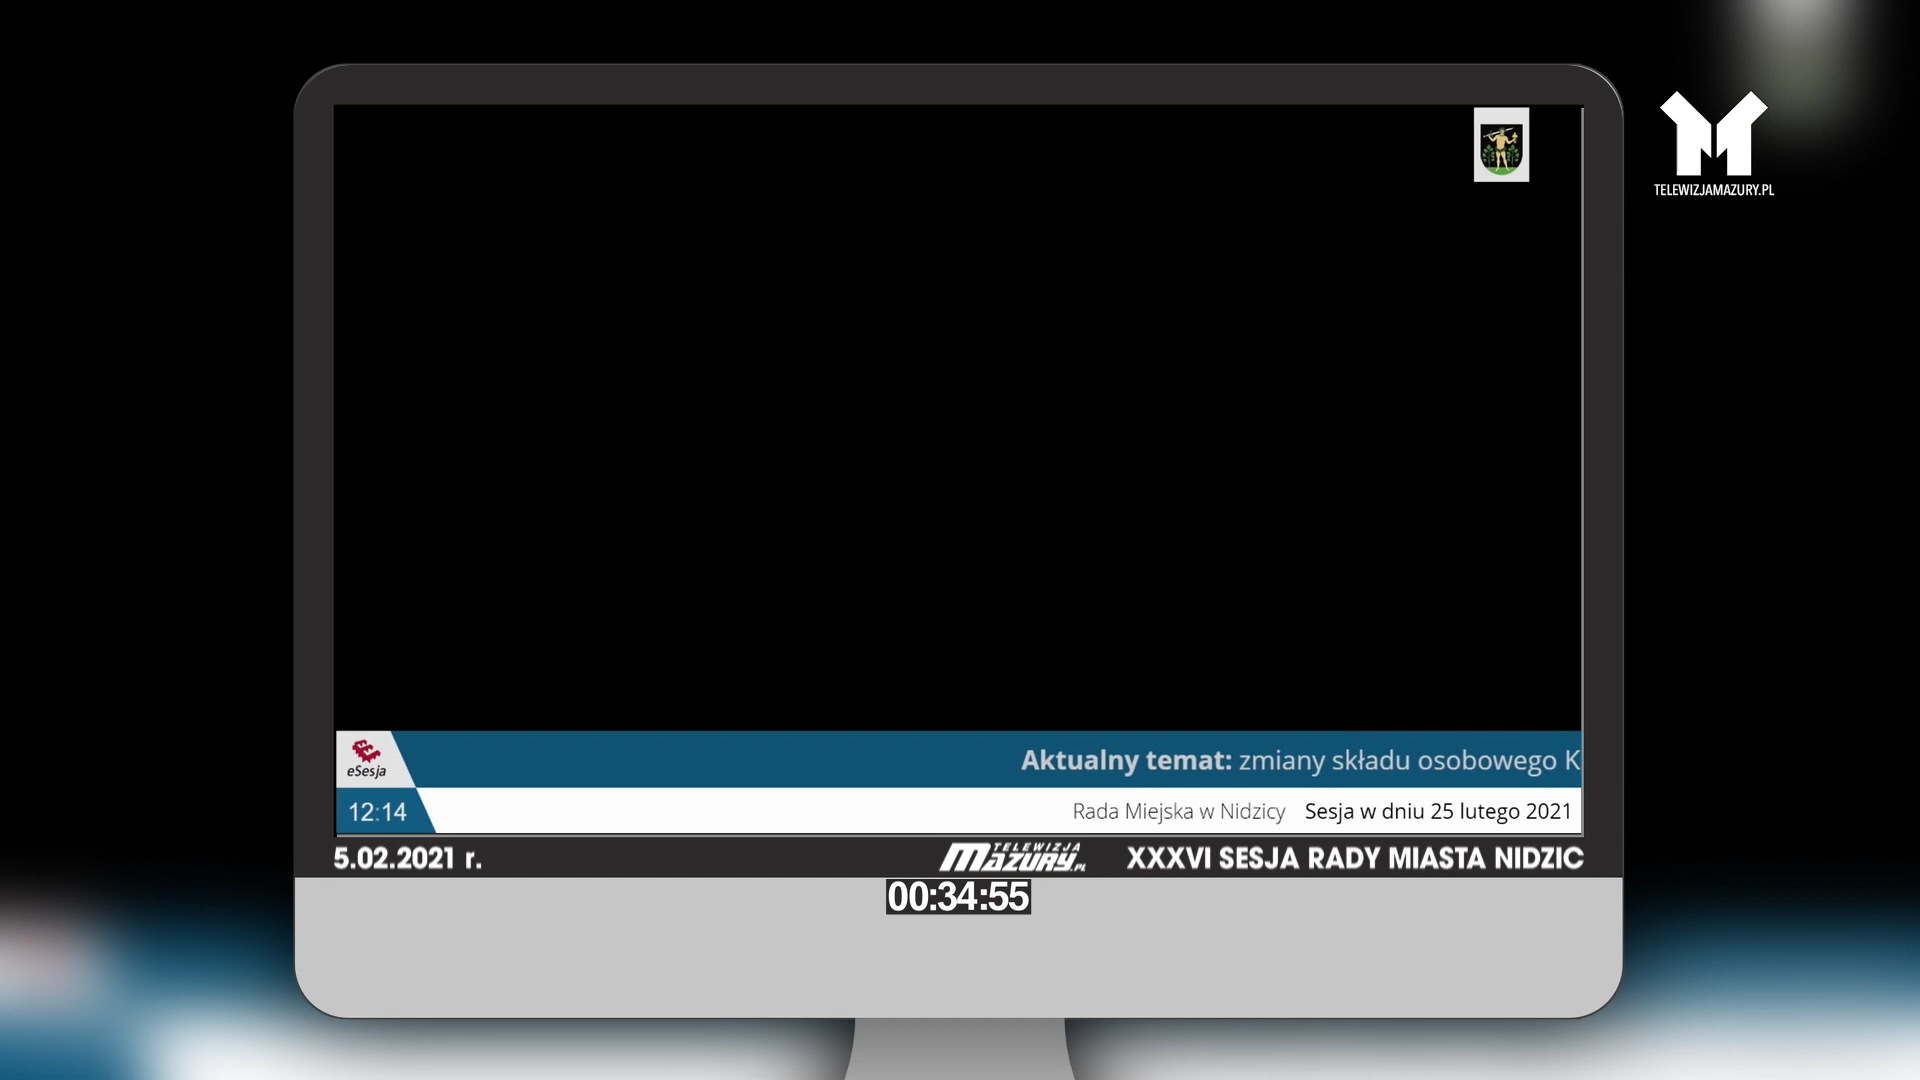 TELEWIZJAMAZURY.PL
eSesja
Aktualny temat: zmiany składu osobowego K
12:14
Rada Miejska w Nidzicy Sesja w dniu 25 lutego 2021
5.02.2021 r.
TELEWIZJA
MAZURY.PL
XXXVI SESJA RADY MIASTA NIDZIC
00:34:55